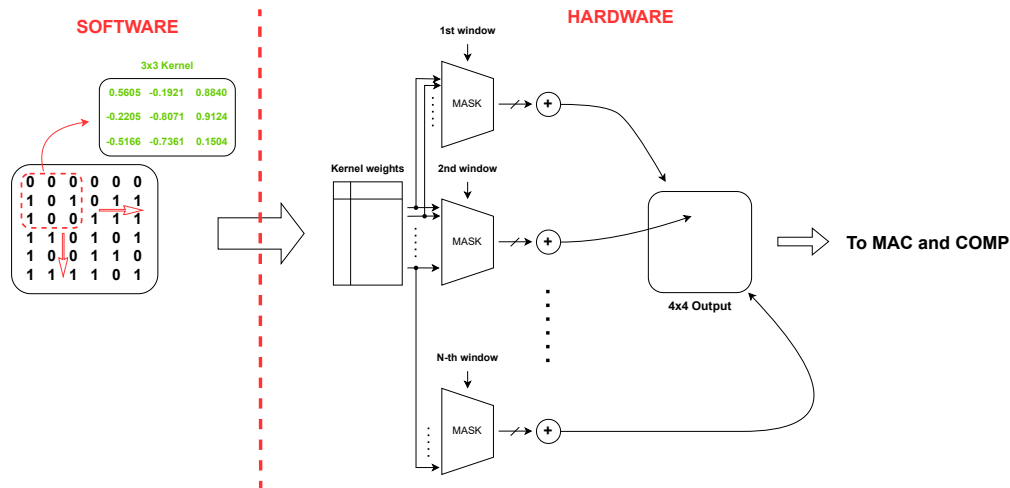 SOFTWARE
HARDWARE
3x3 Kernel
0.5605 -0.1921 0.8840
-0.2205 -0.8071 0.9124
-0.5166 -0.7361 0.1504
0 0 0 0 0 0
1 0 1 0 1 1
1 0 0 1 1 1
1 1 0 1 0 1
1 0 0 1 1 0
1 1 1 1 0 1
Kernel weights
1st window
MASK
+
2nd window
MASK
+
N-th window
MASK
+
4x4 Output
To MAC and COMP